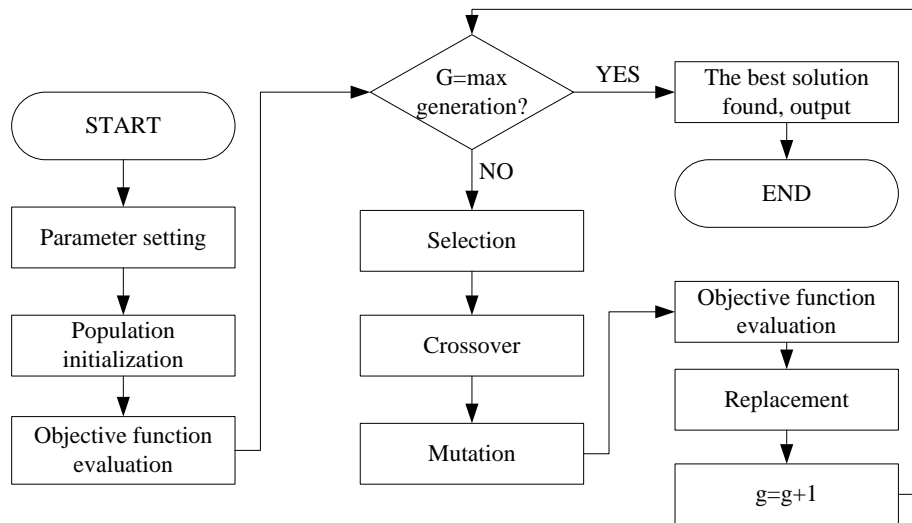 START
Parameter setting
Population
initialization
Objective function
evaluation
G=max
generation?
YES
NO
Selection
Crossover
Mutation
The best solution
found, output
END
Objective function
evaluation
Replacement
g=g+1